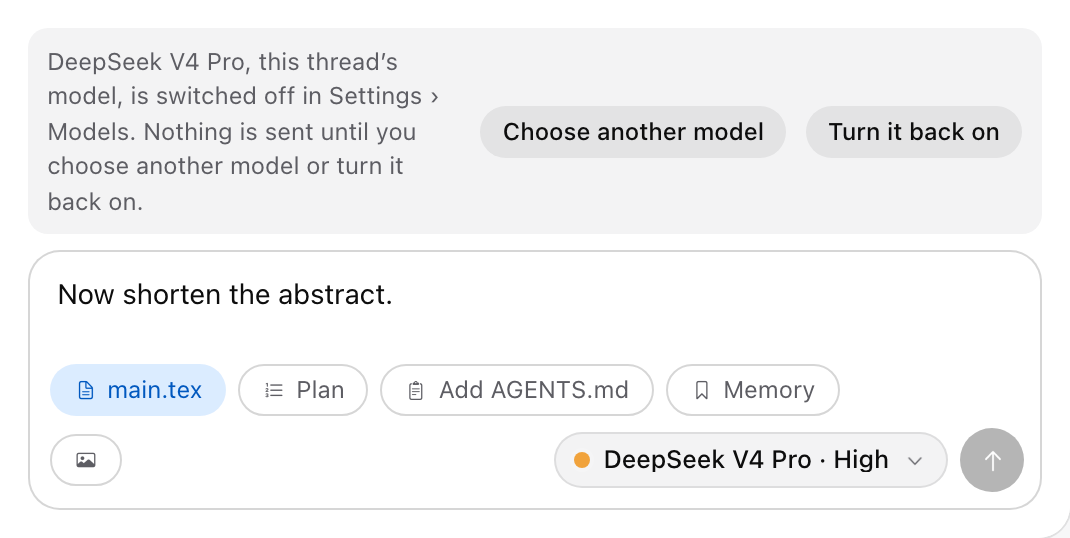 DeepSeek V4 Pro, this thread’s
model, is switched off in Settings ›
Models. Nothing is sent until you
choose another model or turn it
back on.
Choose another model
Turn it back on
Now shorten the abstract.
main.tex
Plan
Add AGENTS.md
Memory
DeepSeek V4 Pro · High